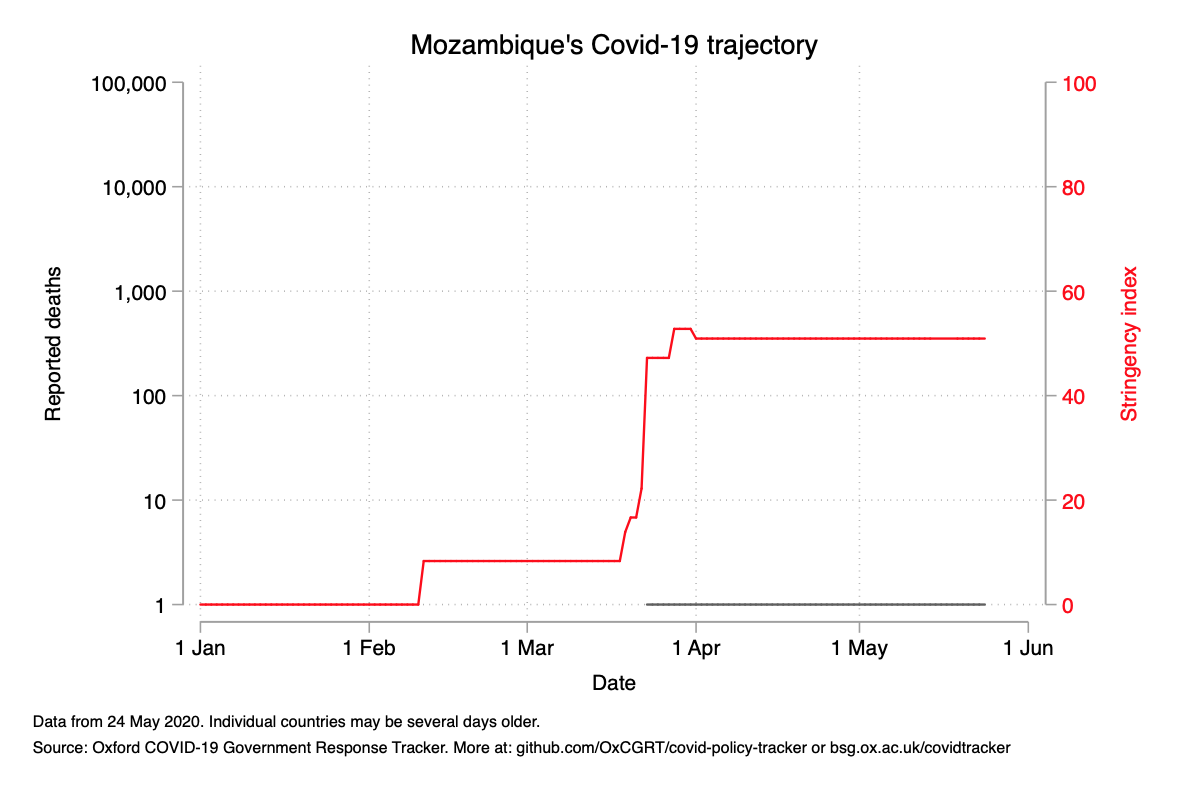 Mozambique's Covid-19 trajectory
100,000
10,000
1,000
100
10
1
Reported deaths
100
80
60
40
20
0
Stringency index
1 Jan
1 Feb
1 Mar
1 Apr
1 May
1 Jun
Date
Data from 24 May 2020. Individual countries may be several days older.
Source: Oxford COVID-19 Government Response Tracker. More at: github.com/OxCGRT/covid-policy-tracker or bsg.ox.ac.uk/covidtracker